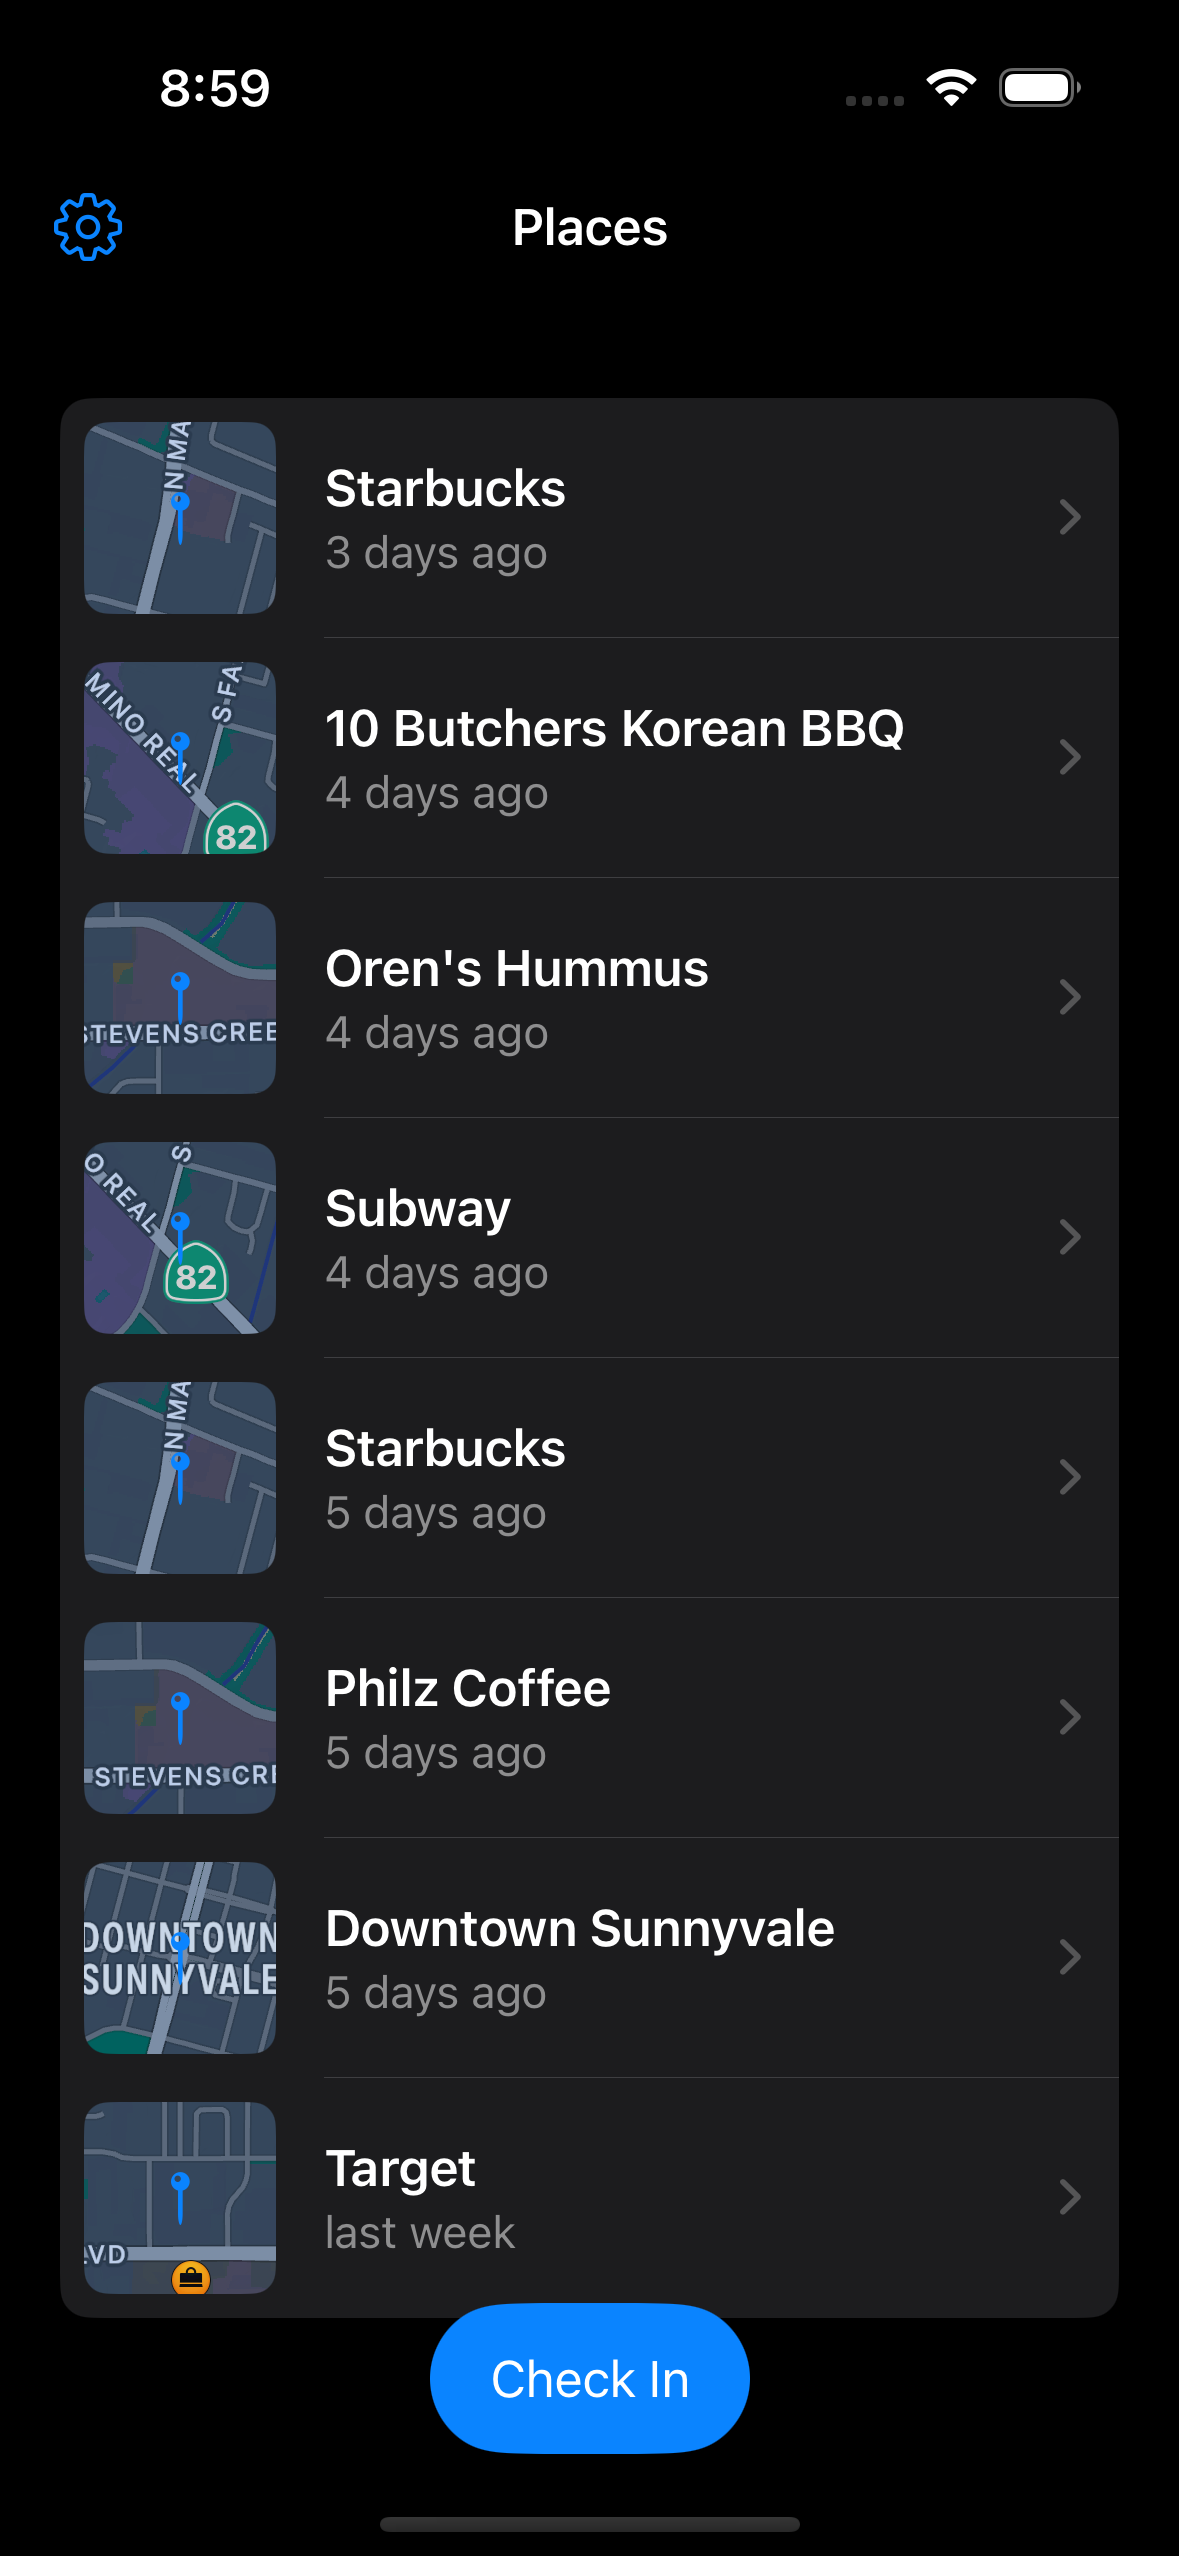 8:59
Places
N MA
Starbucks
3 days ago
MINO REAL
S FA
82
10 Butchers Korean BBQ
4 days ago
STEVENS CREE
Oren's Hummus
4 days ago
O REAL
S
82
Subway
4 days ago
N MA
Starbucks
5 days ago
STEVENS CRE
Philz Coffee
5 days ago
DOWNTOWN
SUNNYVALE
Downtown Sunnyvale
5 days ago
LVD
Target
last week
Check In